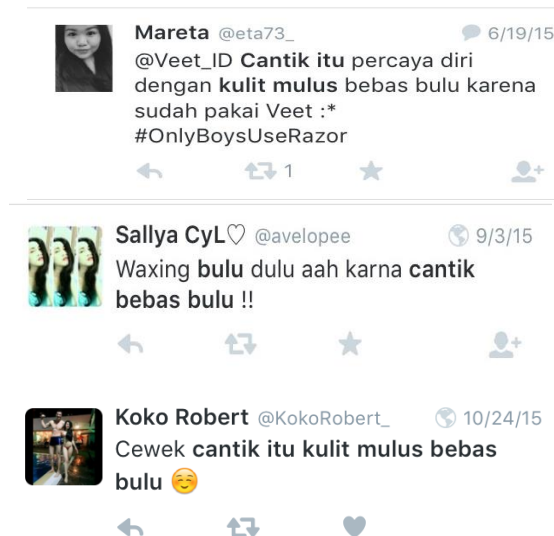 Mareta @eta73_ 6/19/15
@Veet_ID Cantik itu percaya diri
dengan kulit mulus bebas bulu karena
sudah pakai Veet :*
#OnlyBoysUseRazor
1
Sallya CyL♡ @avelopee 9/3/15
Waxing bulu dulu aah karna cantik
bebas bulu !!
Koko Robert @KokoRobert_ 10/24/15
Cewek cantik itu kulit mulus bebas
bulu ☺️